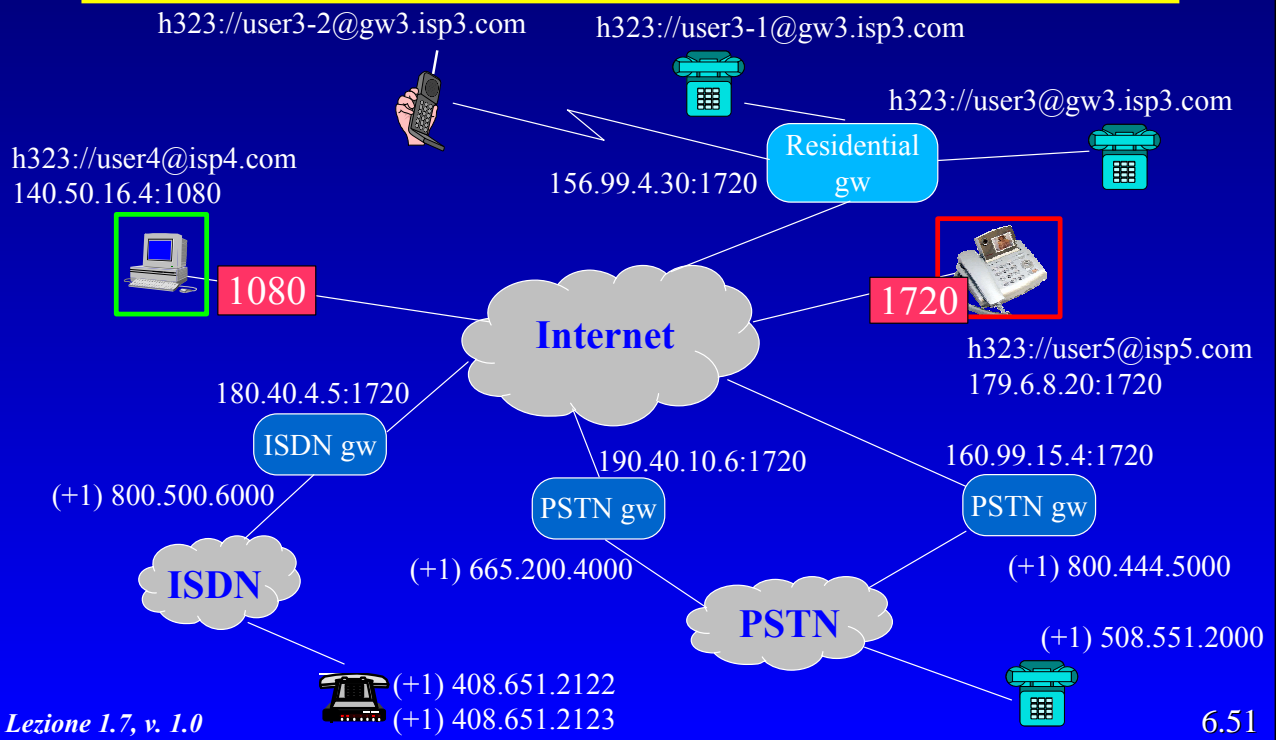 h323://user3-2@gw3.isp3.com
h323://user3-1@gw3.isp3.com
h323://user3@gw3.isp3.com
Residential
gw
156.99.4.30:1720
h323://user4@isp4.com
140.50.16.4:1080
1080
1720
Internet
h323://user5@isp5.com
179.6.8.20:1720
180.40.4.5:1720
ISDN gw
190.40.10.6:1720
160.99.15.4:1720
(+1) 800.500.6000
PSTN gw
PSTN gw
ISDN
(+1) 665.200.4000
(+1) 800.444.5000
PSTN
(+1) 508.551.2000
(+1) 408.651.2122
(+1) 408.651.2123
Lezione 1.7, v. 1.0
6.51